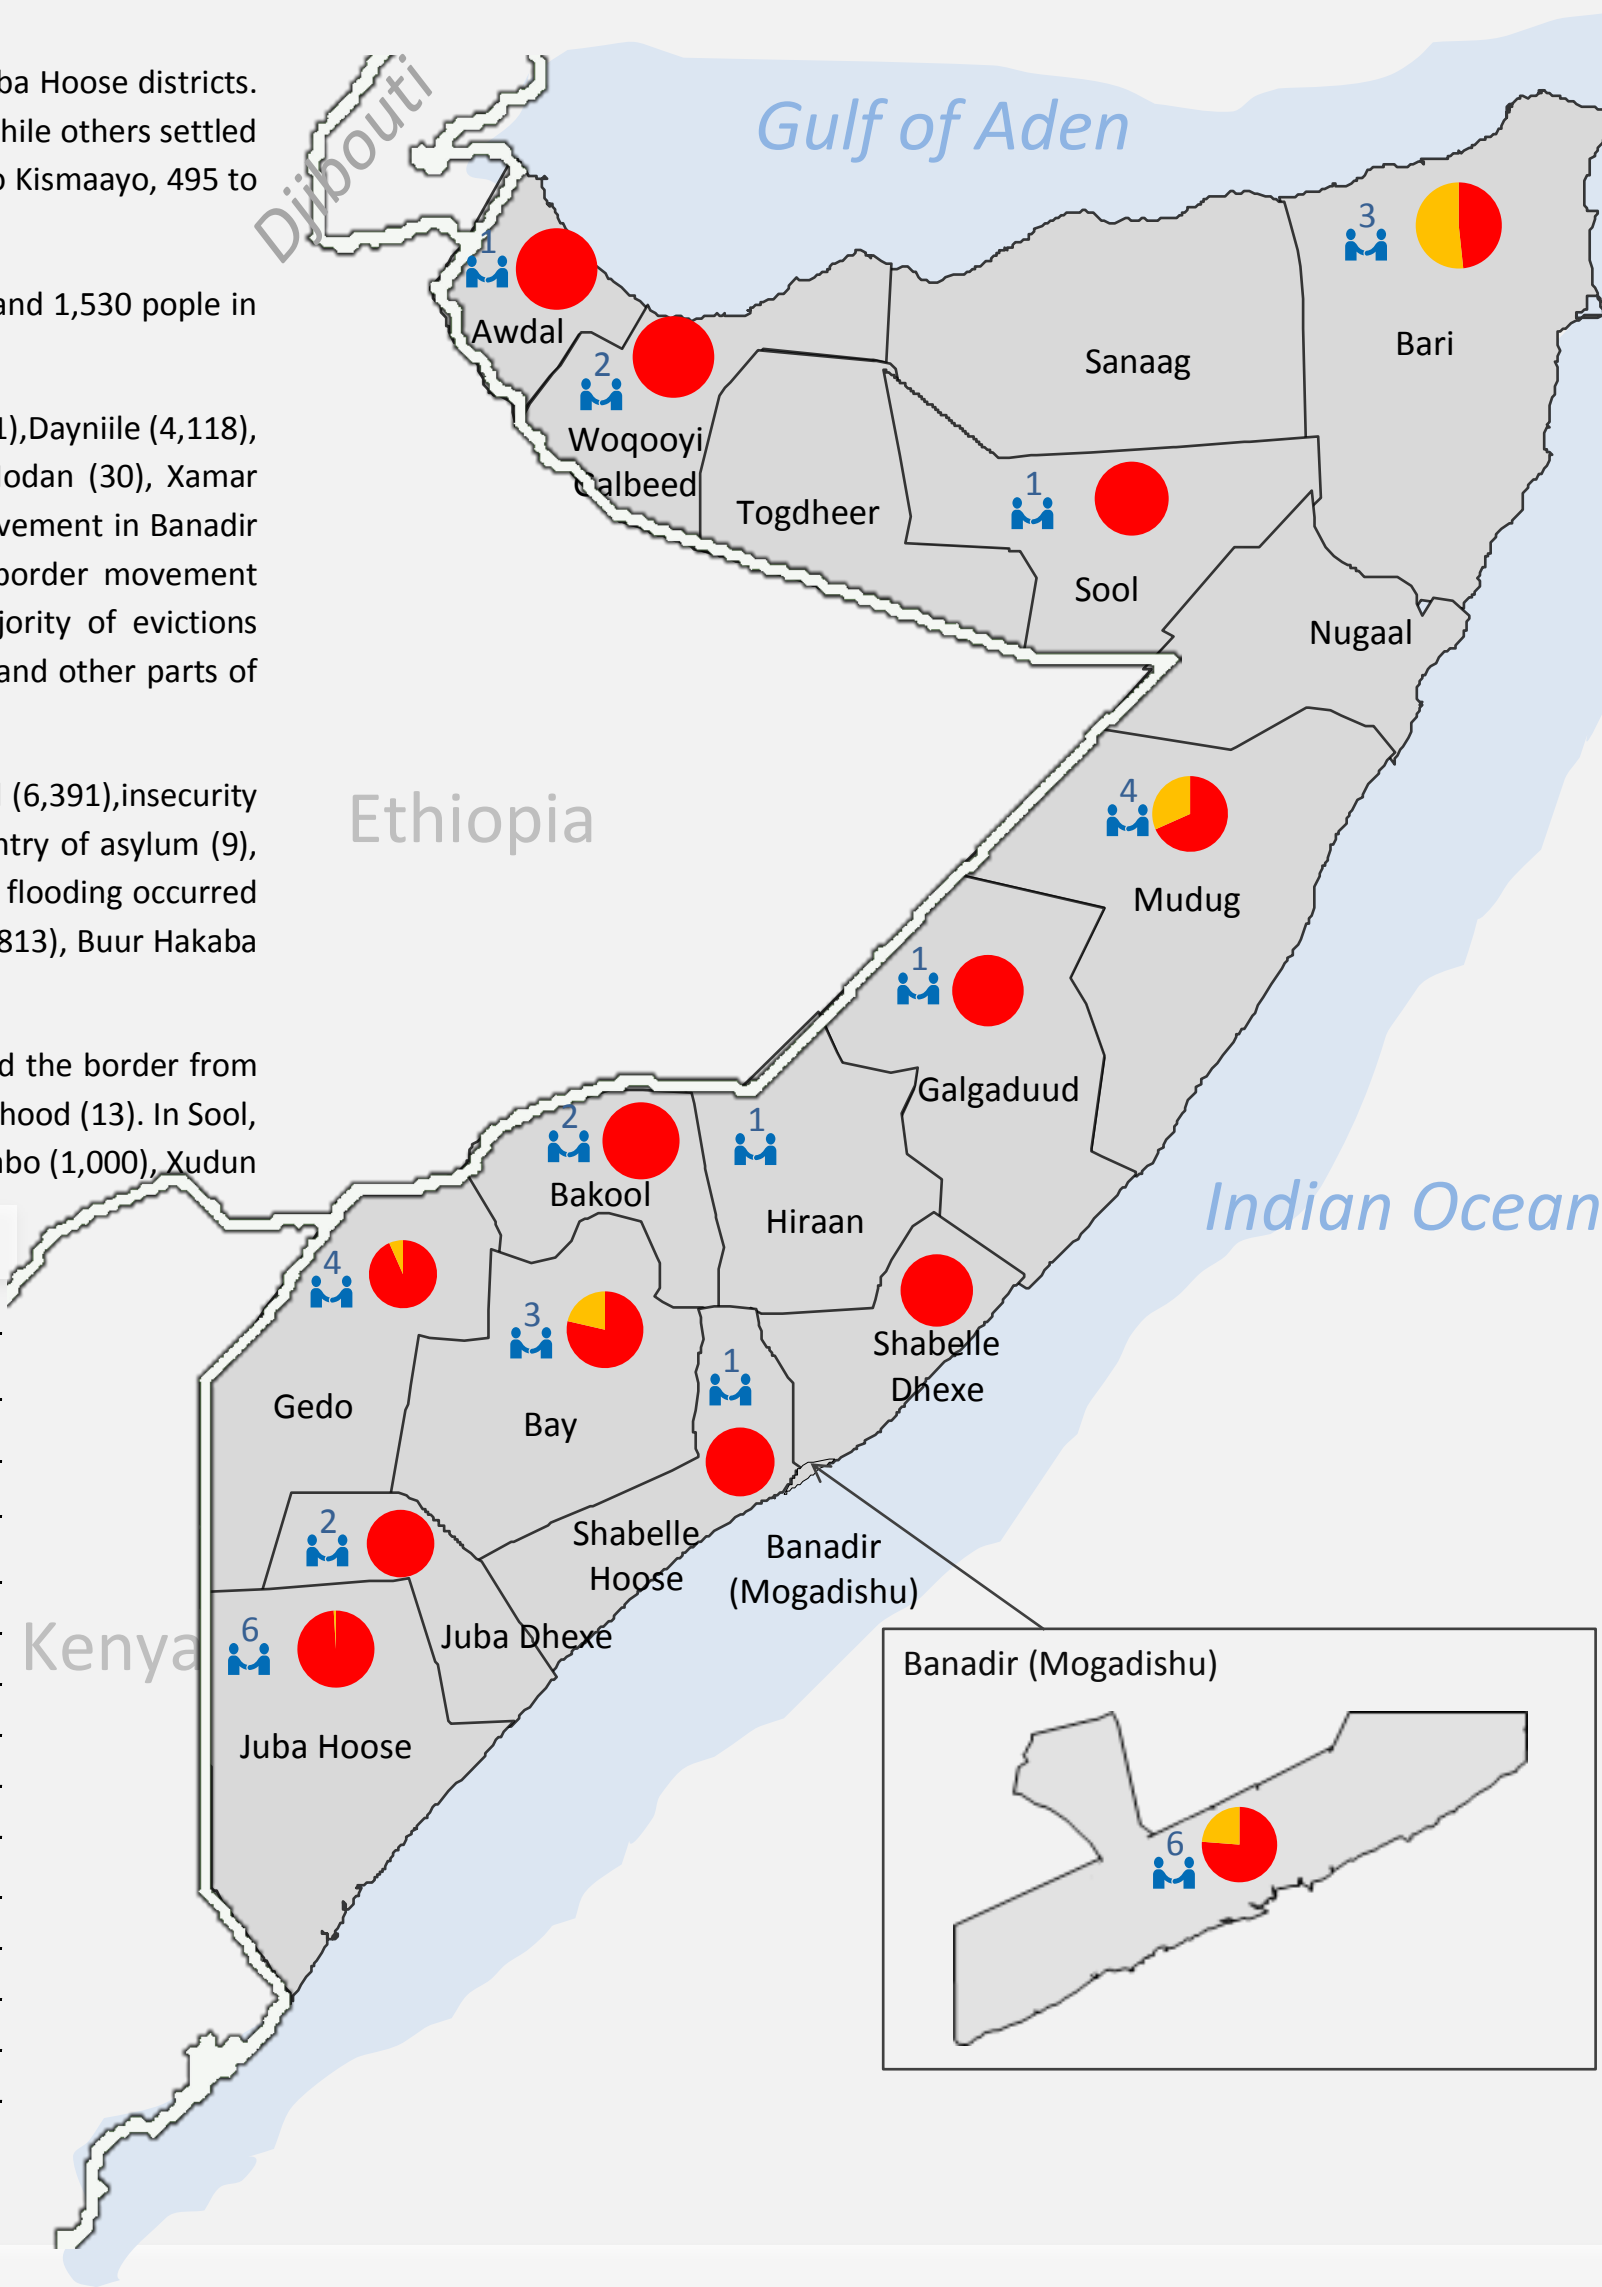 ba Hoose districts.
hile others settled
o Kismaayo, 495 to
and 1,530 pople in
1),Dayniile (4,118),
lodan (30), Xamar
vement in Banadir
border movement
jority of evictions
and other parts of
l (6,391),insecurity
ntry of asylum (9),
flooding occurred
813), Buur Hakaba
d the border from
hood (13). In Sool,
abo (1,000), Xudun
Djibouti
Gulf of Aden
1
Awdal
2
Woqooyi
Galbeed
Togdheer
Sanaag
3
Bari
1
Sool
Nugaal
Ethiopia
4
Mudug
1
Galgaduud
2
Bakool
1
Hiraan
Indian Ocean
4
Gedo
3
Bay
1
Shabelle
Dhexe
2
Shabelle
Hoose
Banadir
(Mogadishu)
Kenya
6
Juba Dhexe
Juba Hoose
Banadir (Mogadishu)
6